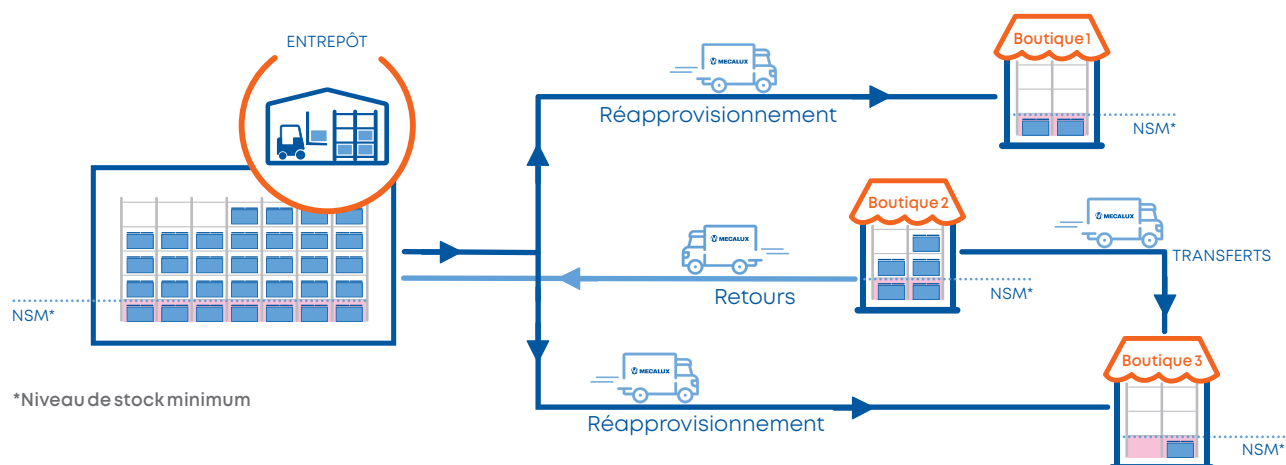 ENTREPÔT
MECALUX
Boutique 1
Réapprovisionnement
NSM*
Boutique 2
MECALUX
MECALUX
TRANSFERTS
Retours
NSM*
NSM*
MECALUX
Boutique 3
*Niveau de stock minimum
Réapprovisionnement
NSM*